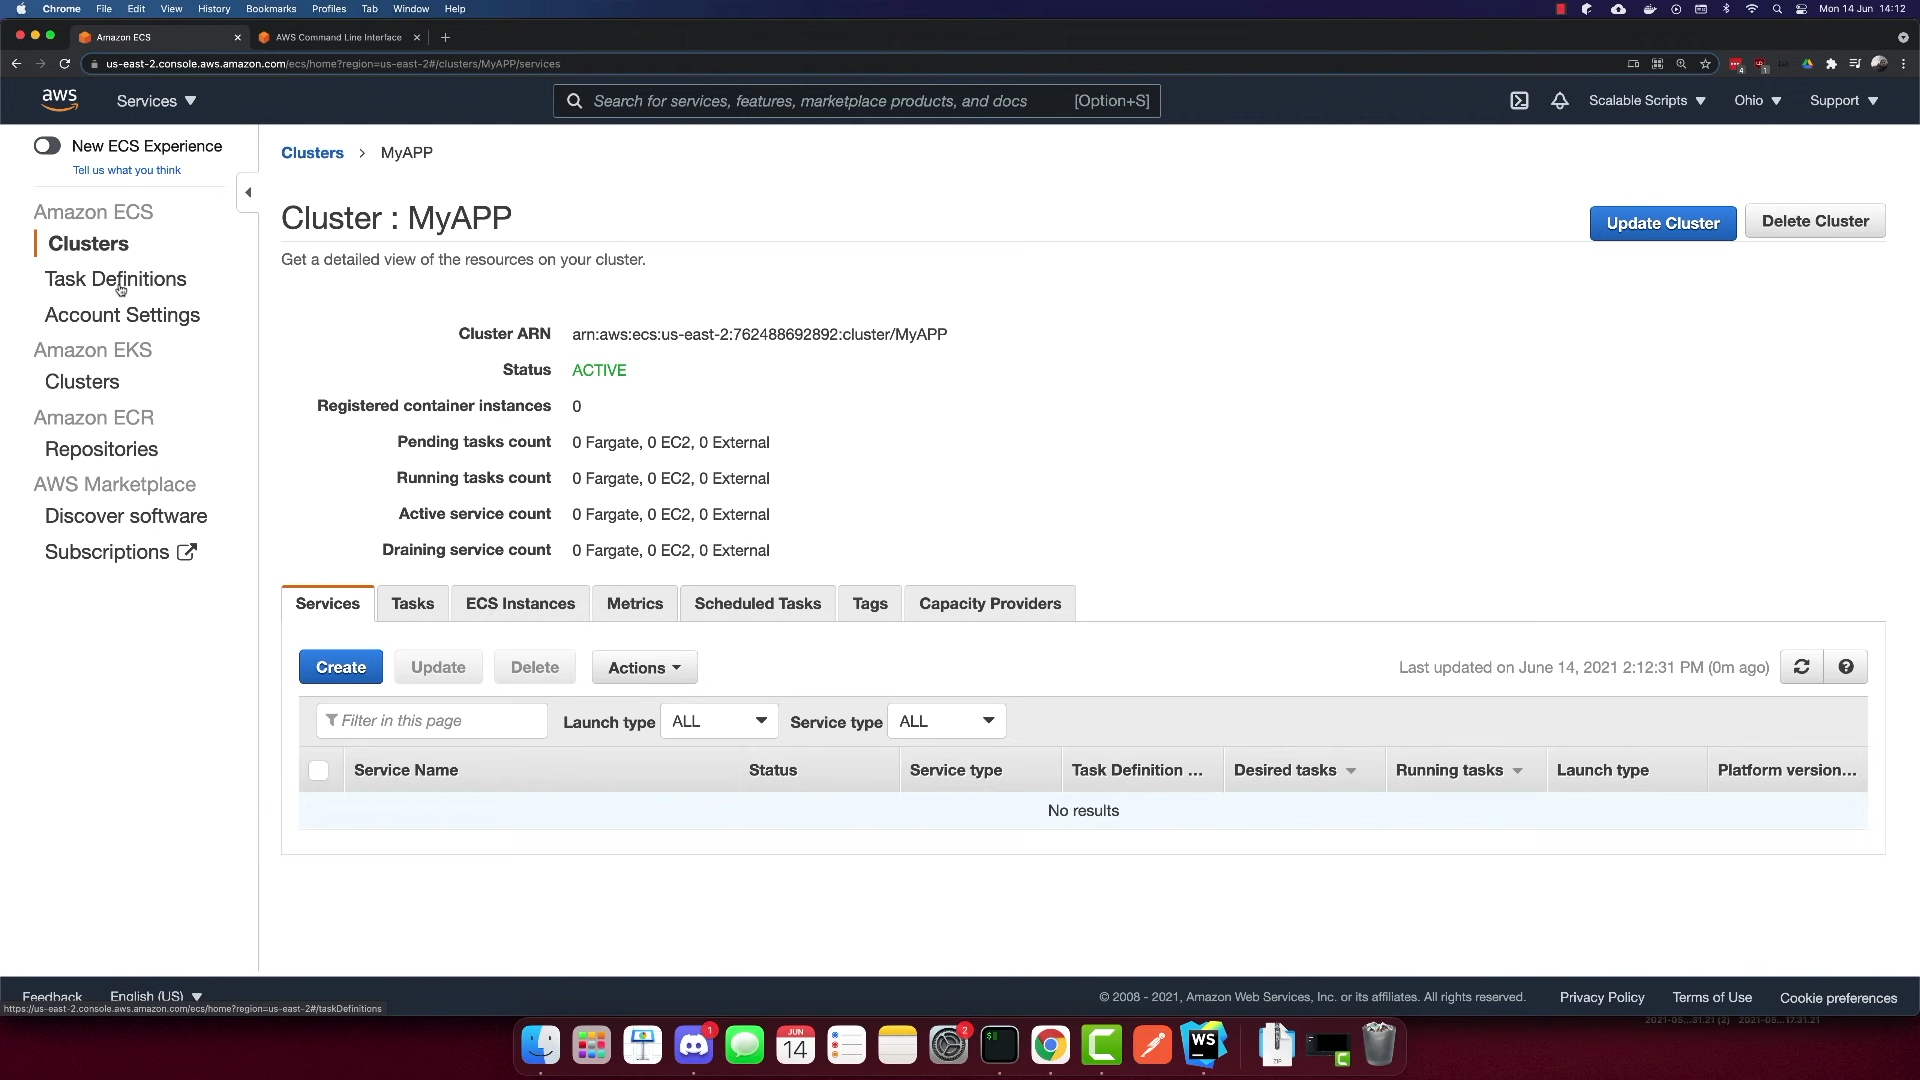 Chrome File Edit View History Bookmarks Profiles Tab Window Help Mon 14 Jun 14:12
Amazon ECS AWS Command Line Interface
us-east-2.console.aws.amazon.com/ecs/home?region=us-east-2#/clusters/MyAPP/services
aws Services Search for services, features, marketplace products, and docs [Option+S] Scalable Scripts Ohio Support
New ECS Experience
Tell us what you think
Amazon ECS
Clusters
Task Definitions
Account Settings
Amazon EKS
Clusters
Amazon ECR
Repositories
AWS Marketplace
Discover software
Subscriptions
Clusters > MyAPP
Cluster : MyAPP
Update Cluster Delete Cluster
Get a detailed view of the resources on your cluster.
Cluster ARN arn:aws:ecs:us-east-2:762488692892:cluster/MyAPP
Status ACTIVE
Registered container instances 0
Pending tasks count 0 Fargate, 0 EC2, 0 External
Running tasks count 0 Fargate, 0 EC2, 0 External
Active service count 0 Fargate, 0 EC2, 0 External
Draining service count 0 Fargate, 0 EC2, 0 External
Services Tasks ECS Instances Metrics Scheduled Tasks Tags Capacity Providers
Create Update Delete Actions Last updated on June 14, 2021 2:12:31 PM (0m ago)
Filter in this page Launch type ALL Service type ALL
Service Name Status Service type Task Definition ... Desired tasks Running tasks Launch type Platform version...
No results
Feedback English (US) © 2008 - 2021, Amazon Web Services, Inc. or its affiliates. All rights reserved. Privacy Policy Terms of Use Cookie preferences
https://us-east-2.console.aws.amazon.com/ecs/home?region=us-east-2#/taskDefinitions
1 JUN 14 2 $ WS ZIP